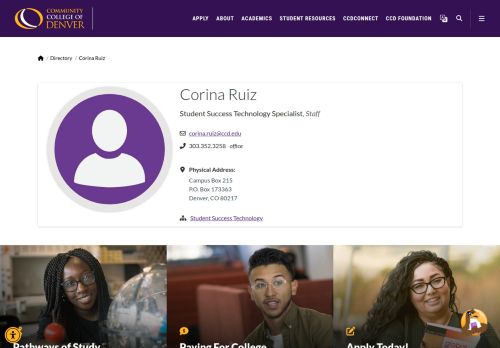 COMMUNITY
COLLEGE OF
DENVER
APPLY ABOUT ACADEMICS STUDENT RESOURCES CCDCONNECT CCD FOUNDATION
/ Directory / Corina Ruiz
Corina Ruiz
Student Success Technology Specialist, Staff
corina.ruiz@ccd.edu
303.352.3258 office
Physical Address:
Campus Box 215
P.O. Box 173363
Denver, CO 80217
Student Success Technology
Pathways of Study
Paying For College
Apply Today!